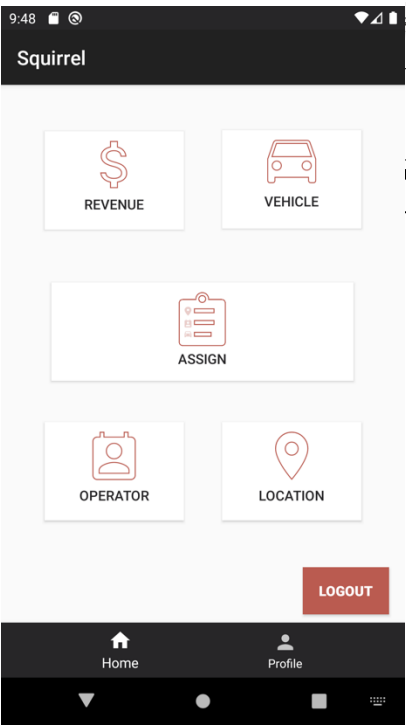 9:48
Squirrel
REVENUE
VEHICLE
ASSIGN
OPERATOR
LOCATION
LOGOUT
Home
Profile